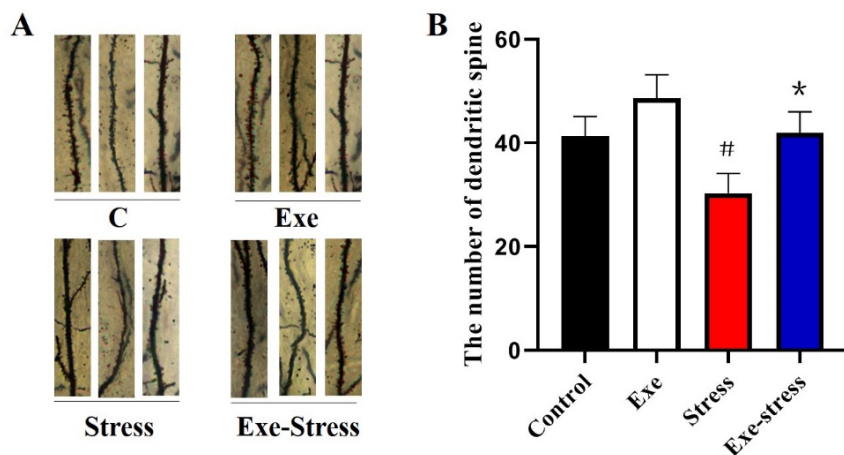 A
C
Exe
Stress
Exe-Stress
B
The number of dendritic spine
60
40
20
0
#
*
Control
Exe
Stress
Exe-stress